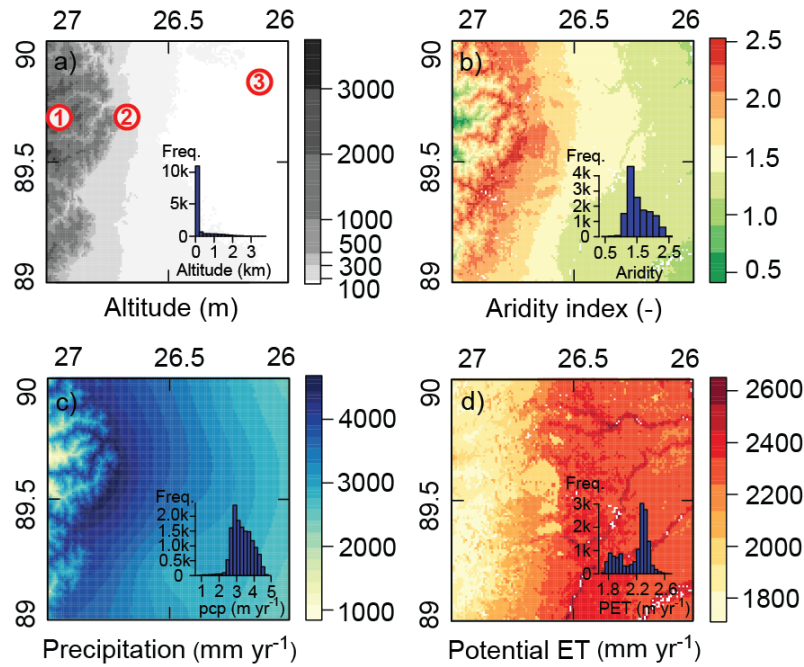 27 26.5 26
90
89.5
89
a)
1
2
3
Freq.
10k
5k
0
0 1 2 3
Altitude (km)
3000
2000
1000
500
300
100
Altitude (m)
27 26.5 26
90
89.5
89
b)
Freq.
4k
3k
2k
1k
0
0.5 1.5 2.5
Aridity
2.5
2.0
1.5
1.0
0.5
Aridity index (-)
27 26.5 26
90
89.5
89
c)
Freq.
2.0k
1.5k
1.0k
0.5k
0
1 2 3 4 5
pcp (m yr-1)
4000
3000
2000
1000
Precipitation (mm yr-1)
27 26.5 26
90
89.5
89
d)
Freq.
3k
2k
1k
0
1.8 2.2 2.6
PET (m yr-1)
2600
2400
2200
2000
1800
Potential ET (mm yr-1)